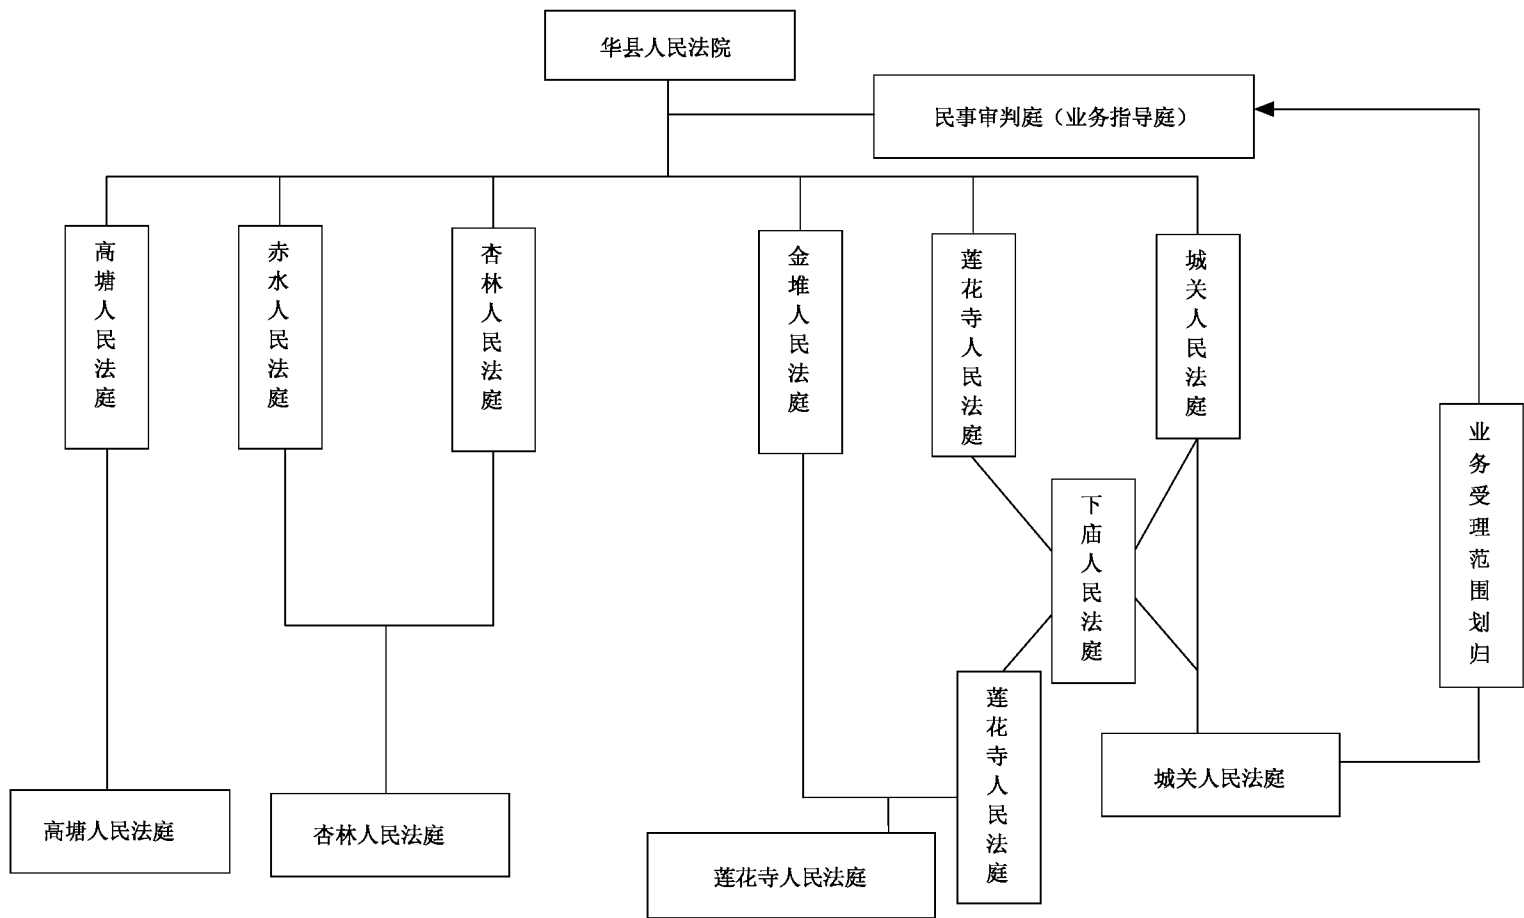 华县人民法院
民事审判庭（业务指导庭）
高塘人民法庭
赤水人民法庭
杏林人民法庭
金堆人民法庭
莲花寺人民法庭
城关人民法庭
下庙人民法庭
业务受理范围划归
莲花寺人民法庭
城关人民法庭
高塘人民法庭
杏林人民法庭
莲花寺人民法庭